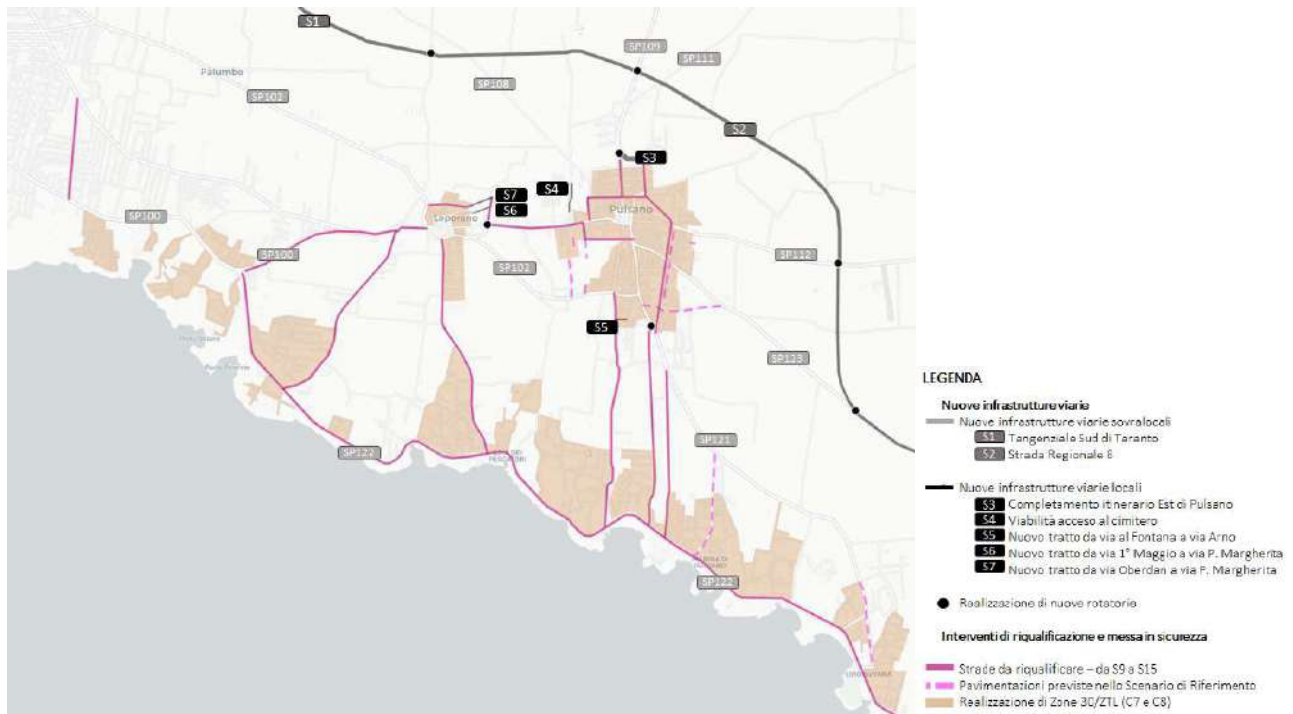 S1
SP109
SP111
Palumbo
SP108
SP102
S2
S3
S7
S4
S6
Pulsano
Leporano
SP100
SP100
SP102
SP112
S5
SP123
SP121
SP122
SP122
LEGENDA
Nuove infrastrutture viarie
Nuove infrastrutture viarie sovralocali
S1 Tangenziale Sud di Taranto
S2 Strada Regionale 8
Nuove infrastrutture viarie locali
S3 Completamento itinerario Est di Pulsano
S4 Viabilità acceso al cimitero
S5 Nuovo tratto da via al Fontana a via Arno
S6 Nuovo tratto da via 1° Maggio a via P. Margherita
S7 Nuovo tratto da via Oberdan a via P. Margherita
Realizzazione di nuove rotatorie
Interventi di riqualificazione e messa in sicurezza
Strade da riqualificare – da S9 a S15
Pavimentazioni previste nello Scenario di Riferimento
Realizzazione di Zone 30/ZTL (C7 e C8)